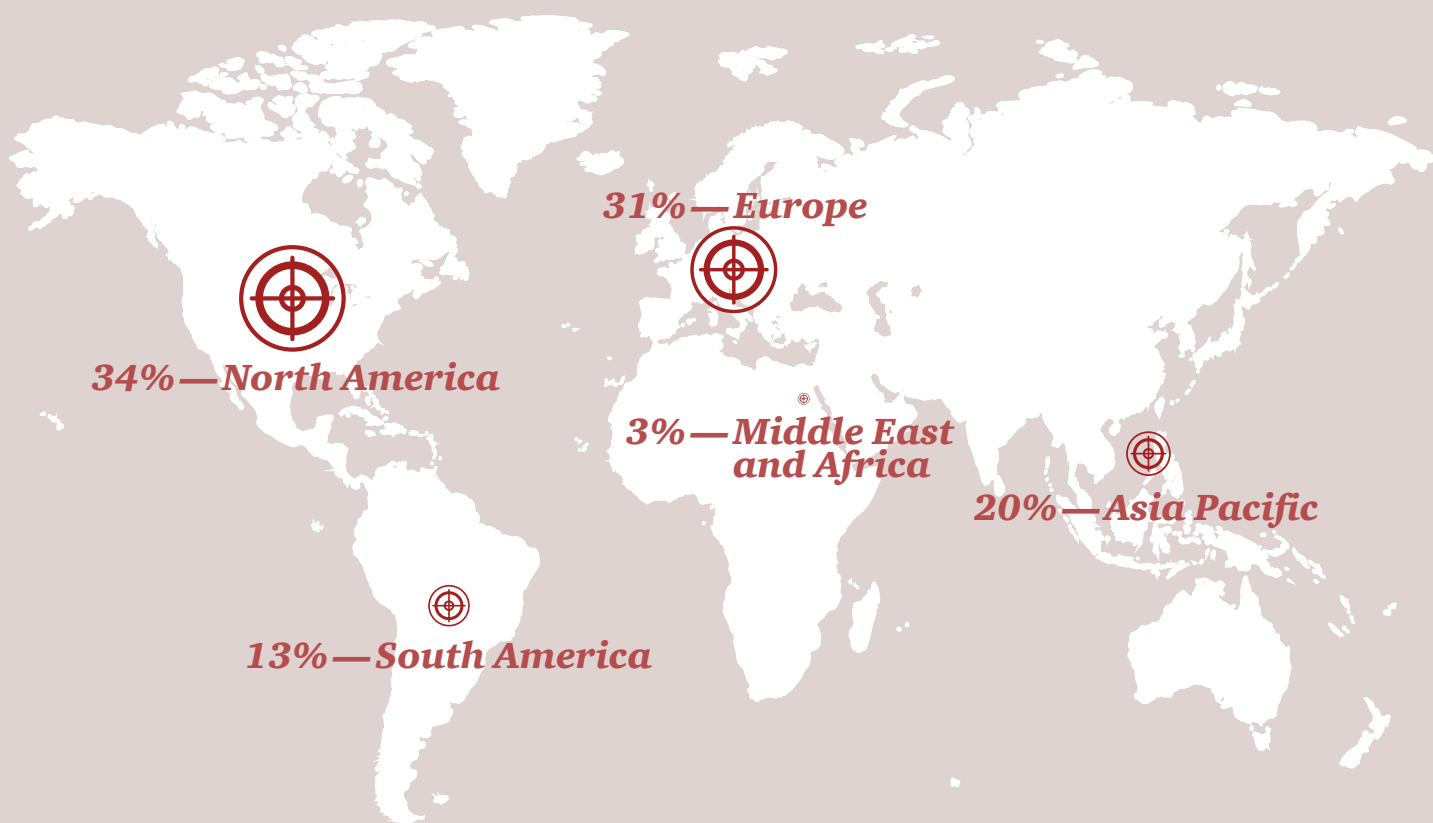 31% — Europe
34% — North America
3% — Middle East
and Africa
20% — Asia Pacific
13% — South America